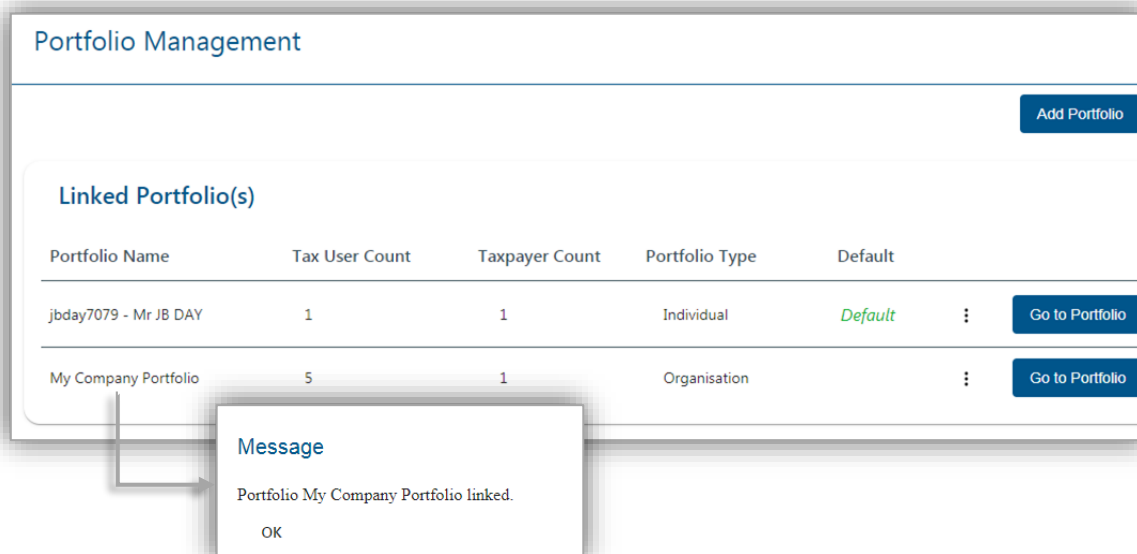 Portfolio Management
Add Portfolio
Linked Portfolio(s)
Portfolio Name Tax User Count Taxpayer Count Portfolio Type Default
jbday7079 - Mr JB DAY 1 1 Individual Default Go to Portfolio
My Company Portfolio 5 1 Organisation Go to Portfolio
Message
Portfolio My Company Portfolio linked.
OK